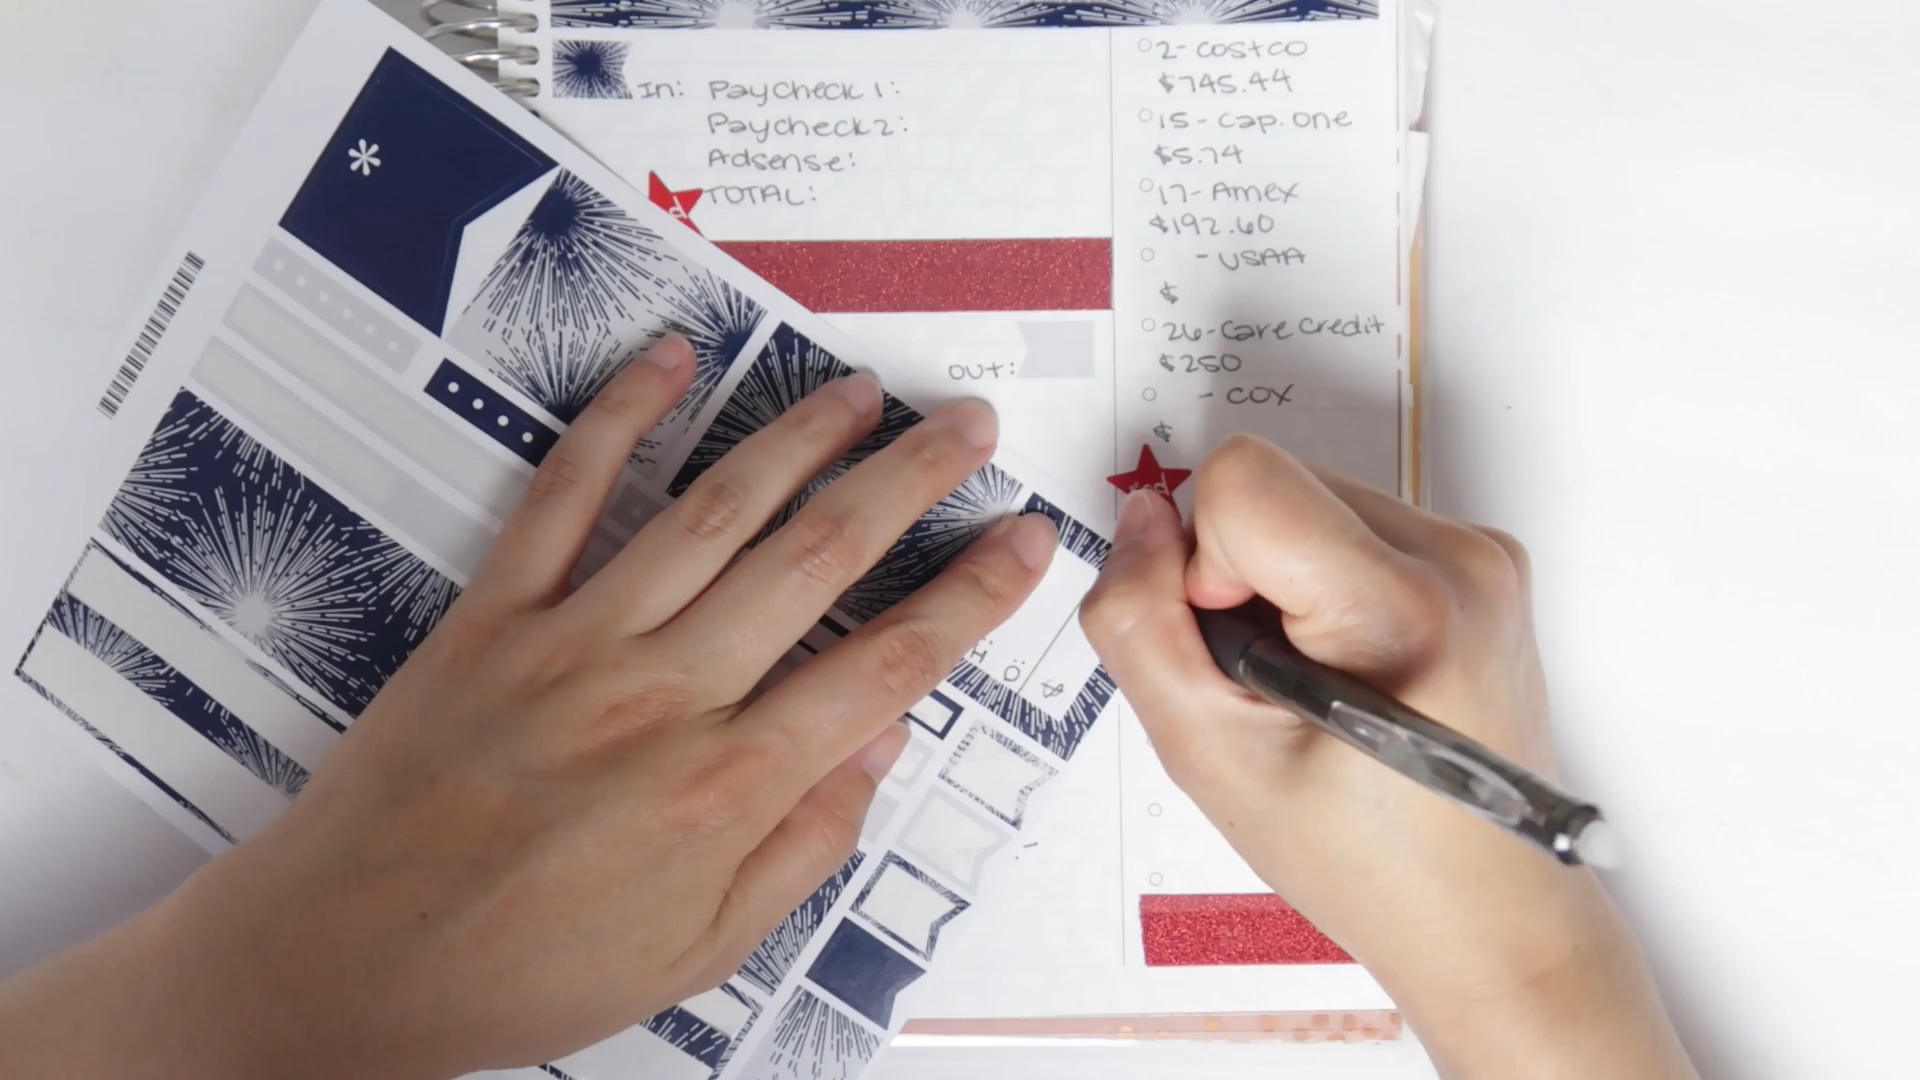 In: Paycheck 1:
Paycheck 2:
Adsense:
TOTAL:
OUT:
2- COSTCO
$745.44
15- Cap. One
$5.74
17- Amex
$192.60
- USAA
$
26- Care Credit
$250
- COX
$